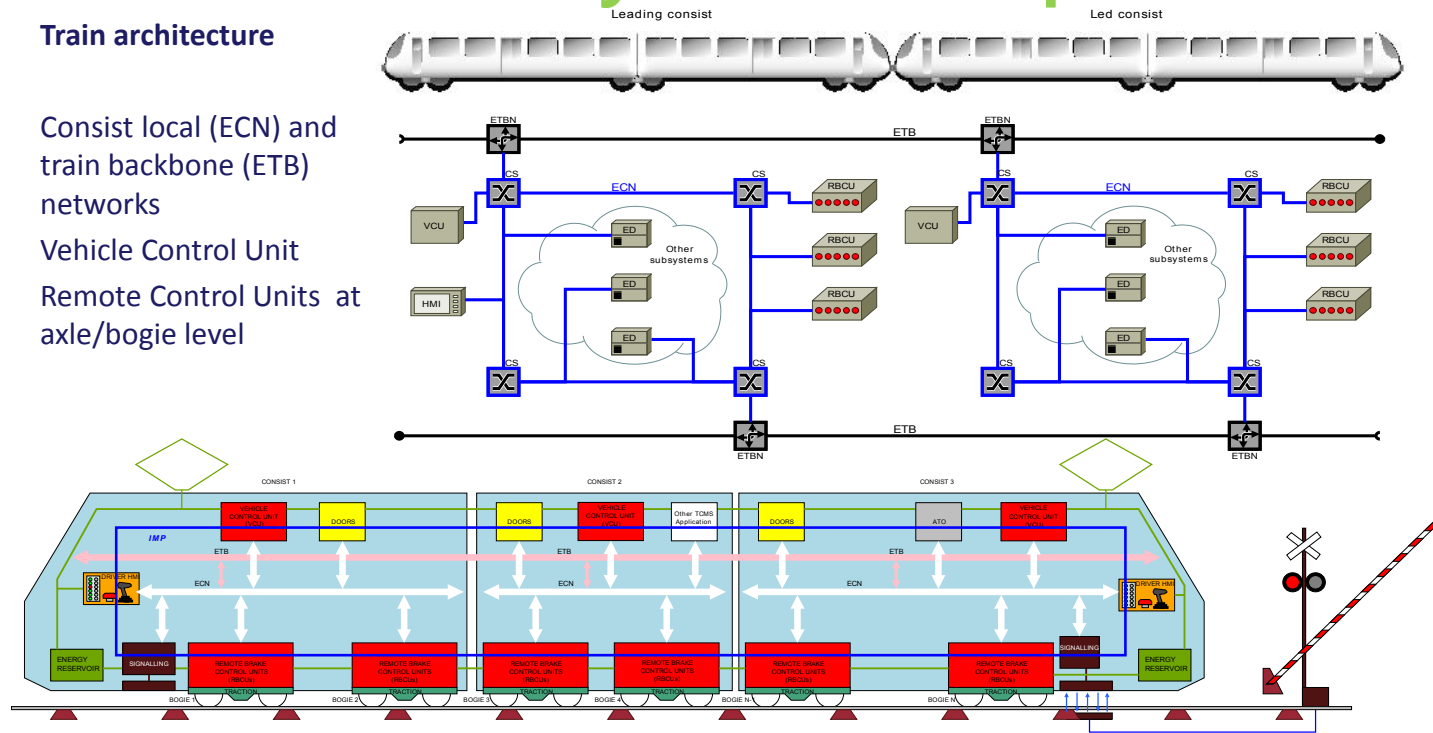 Leading consist
Led consist
Train architecture
Consist local (ECN) and
train backbone (ETB)
networks
Vehicle Control Unit
Remote Control Units at
axle/bogie level
ETBN
ETB
ETBN
CS
ECN
CS
RBCU
CS
ECN
CS
RBCU
VCU
ED
Other
subsystems
RBCU
VCU
ED
Other
subsystems
RBCU
HMI
ED
RBCU
ED
RBCU
ED
ED
CS
CS
CS
CS
ETB
ETB
ETBN
ETBN
CONSIST 1
CONSIST 2
CONSIST 3
VEHICLE
CONTROL UNIT
(VCU)
DOORS
DOORS
VEHICLE
CONTROL UNIT
(VCU)
Other TCMS
Application
DOORS
ATO
VEHICLE
CONTROL UNIT
(VCU)
IMP
ETB
ETB
ETB
ECN
ECN
ECN
DRIVER HMI
DRIVER HMI
ENERGY
RESERVOIR
SIGNALLING
REMOTE BRAKE
CONTROL UNITS
(RBCUs)
REMOTE BRAKE
CONTROL UNITS
(RBCUs)
REMOTE BRAKE
CONTROL UNITS
(RBCUs)
REMOTE BRAKE
CONTROL UNITS
(RBCUs)
REMOTE BRAKE
CONTROL UNITS
(RBCUs)
REMOTE BRAKE
CONTROL UNITS
(RBCUs)
SIGNALLING
ENERGY
RESERVOIR
TRACTION
TRACTION
TRACTION
TRACTION
TRACTION
TRACTION
BOGIE 1
BOGIE 2
BOGIE 3
BOGIE 4
BOGIE N-
BOGIE N